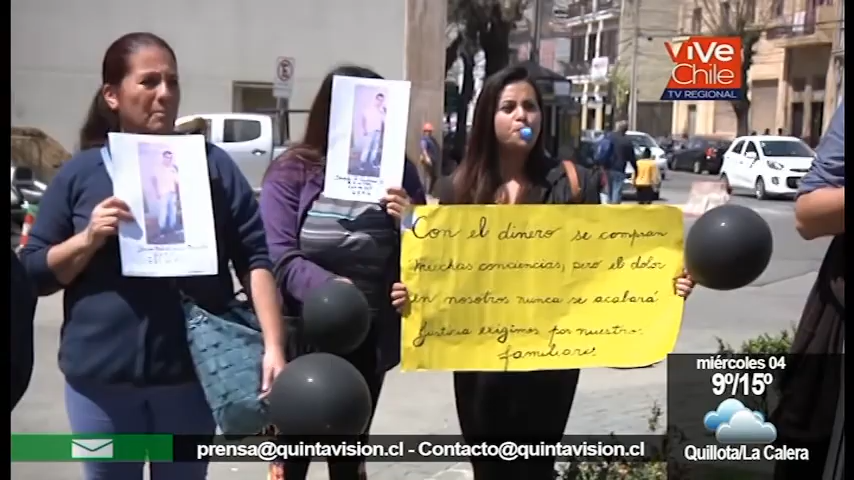 ViVe
Chile
TV REGIONAL
Con el dinero se compran
muchas conciencias, pero el dolor
en nosotros nunca se acabará
Justicia exigimos por nuestros
familiares.
miércoles 04
9º/15º
Quillota/La Calera
prensa@quintavision.cl - Contacto@quintavision.cl